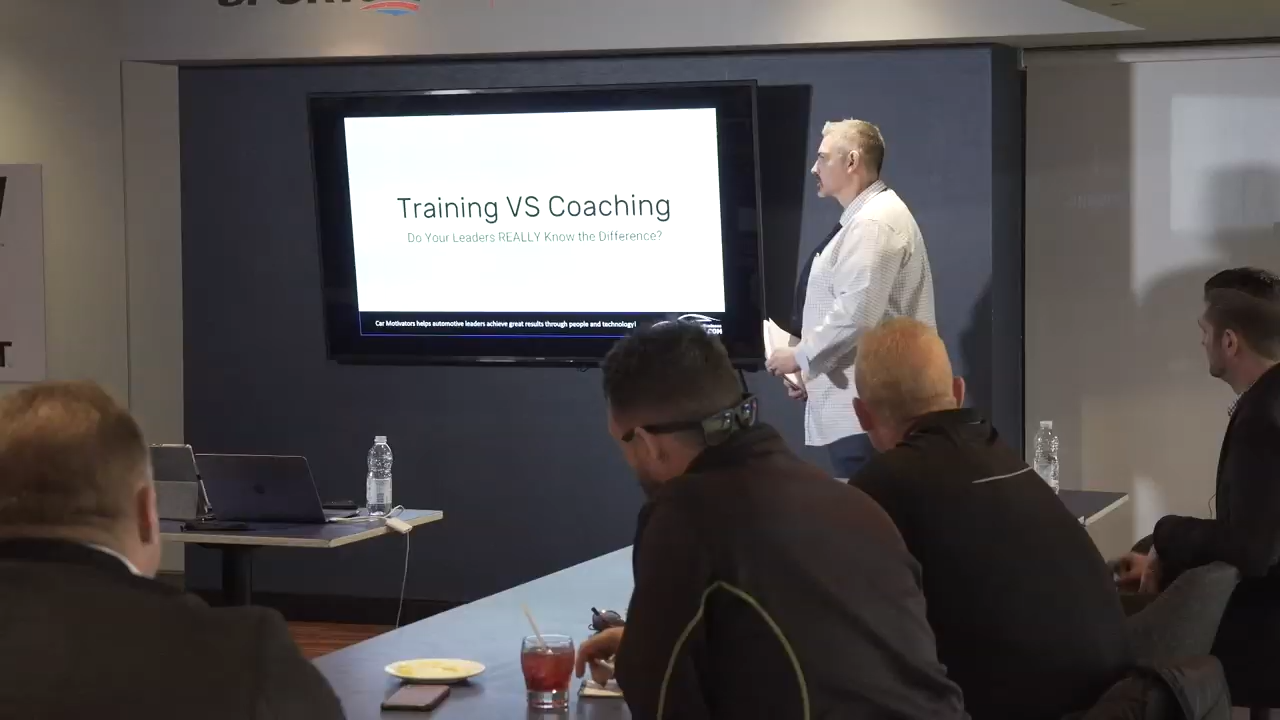 Training VS Coaching
Do Your Leaders REALLY Know the Difference?
Car Motivators helps automotive leaders achieve great results through people and technology!